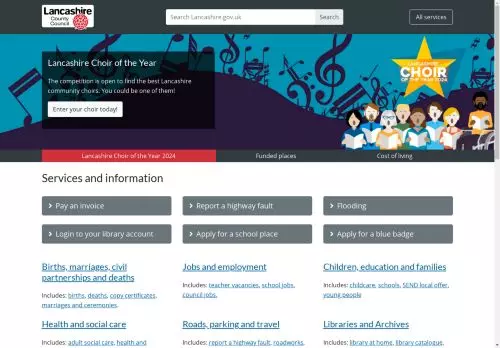 Lancashire
County
Council
Search Lancashire.gov.uk
Search
All services
Lancashire Choir of the Year
The competition is open to find the best Lancashire
community choirs. You could be one of them!
Enter your choir today!
LANCASHIRE
CHOIR
OF THE YEAR 2024
Lancashire Choir of the Year 2024
Funded places
Cost of living
Services and information
Pay an invoice
Report a highway fault
Flooding
Login to your library account
Apply for a school place
Apply for a blue badge
Births, marriages, civil
partnerships and deaths
Includes: births, deaths, copy certificates,
marriages and ceremonies.
Jobs and employment
Includes: teacher vacancies, school jobs,
council jobs,
Children, education and families
Includes: childcare, schools, SEND local offer,
young people
Health and social care
Includes: adult social care, health and
Roads, parking and travel
Includes: report a highway fault, roadworks,
Libraries and Archives
Includes: library at home, library catalogue,